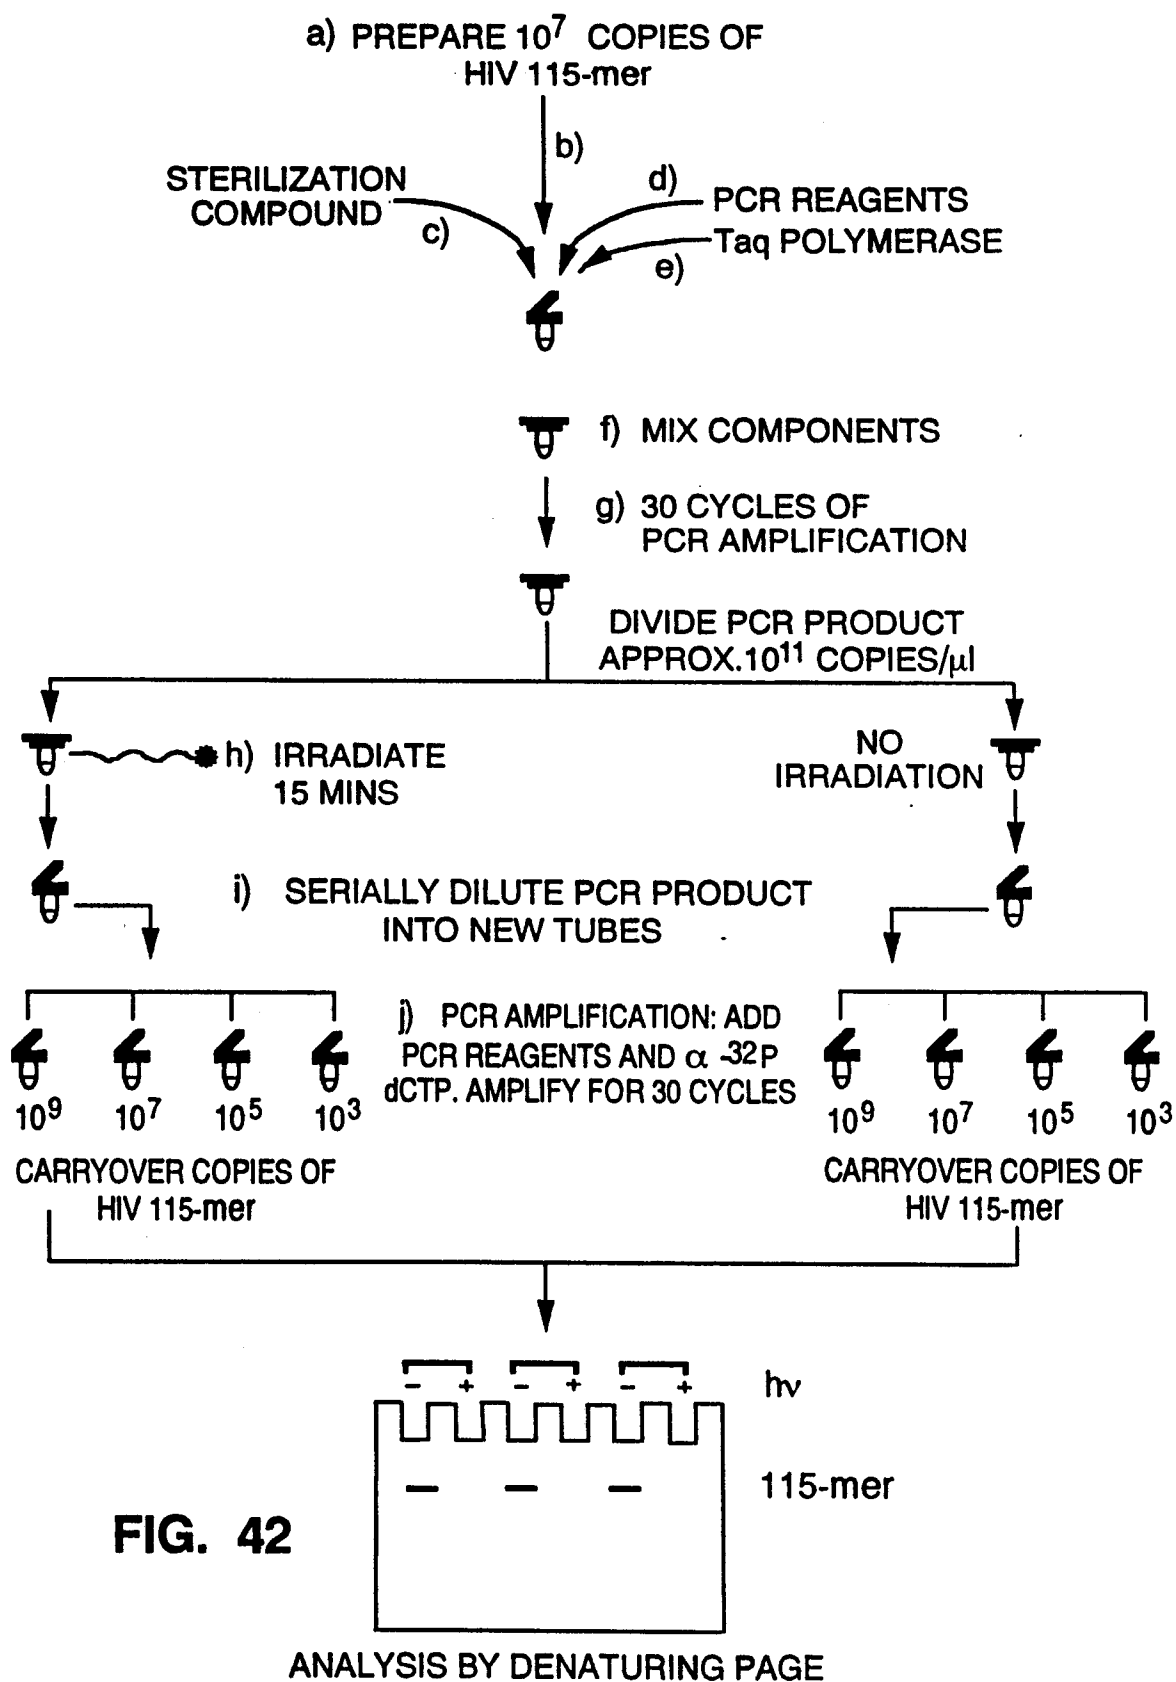 a) PREPARE 10⁷ COPIES OF
HIV 115-mer
b)
STERILIZATION
COMPOUND
c)
d)
PCR REAGENTS
Taq POLYMERASE
e)
f) MIX COMPONENTS
g) 30 CYCLES OF
PCR AMPLIFICATION
DIVIDE PCR PRODUCT
APPROX.10¹¹ COPIES/μl
h) IRRADIATE
15 MINS
NO
IRRADIATION
i) SERIALLY DILUTE PCR PRODUCT
INTO NEW TUBES
j) PCR AMPLIFICATION: ADD
PCR REAGENTS AND α -32P
dCTP. AMPLIFY FOR 30 CYCLES
10⁹ 10⁷ 10⁵ 10³
CARRYOVER COPIES OF
HIV 115-mer
10⁹ 10⁷ 10⁵ 10³
CARRYOVER COPIES OF
HIV 115-mer
− + − + − + hν
115-mer
FIG. 42
ANALYSIS BY DENATURING PAGE